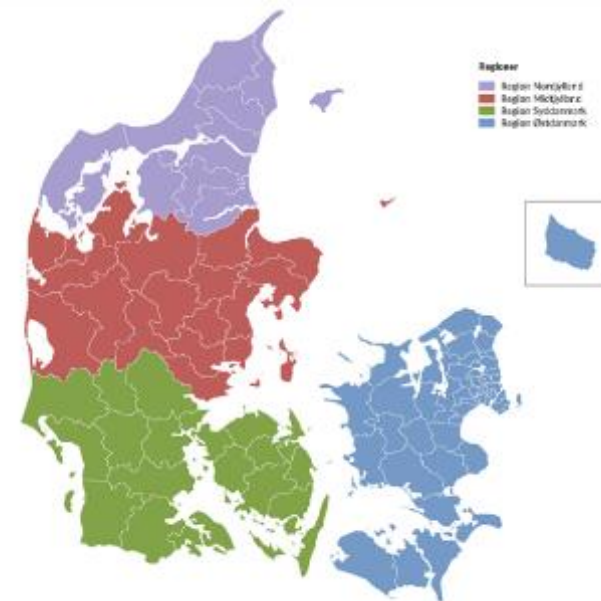 Regioner
Region Nordjylland
Region Midtjylland
Region Syddanmark
Region Østdanmark